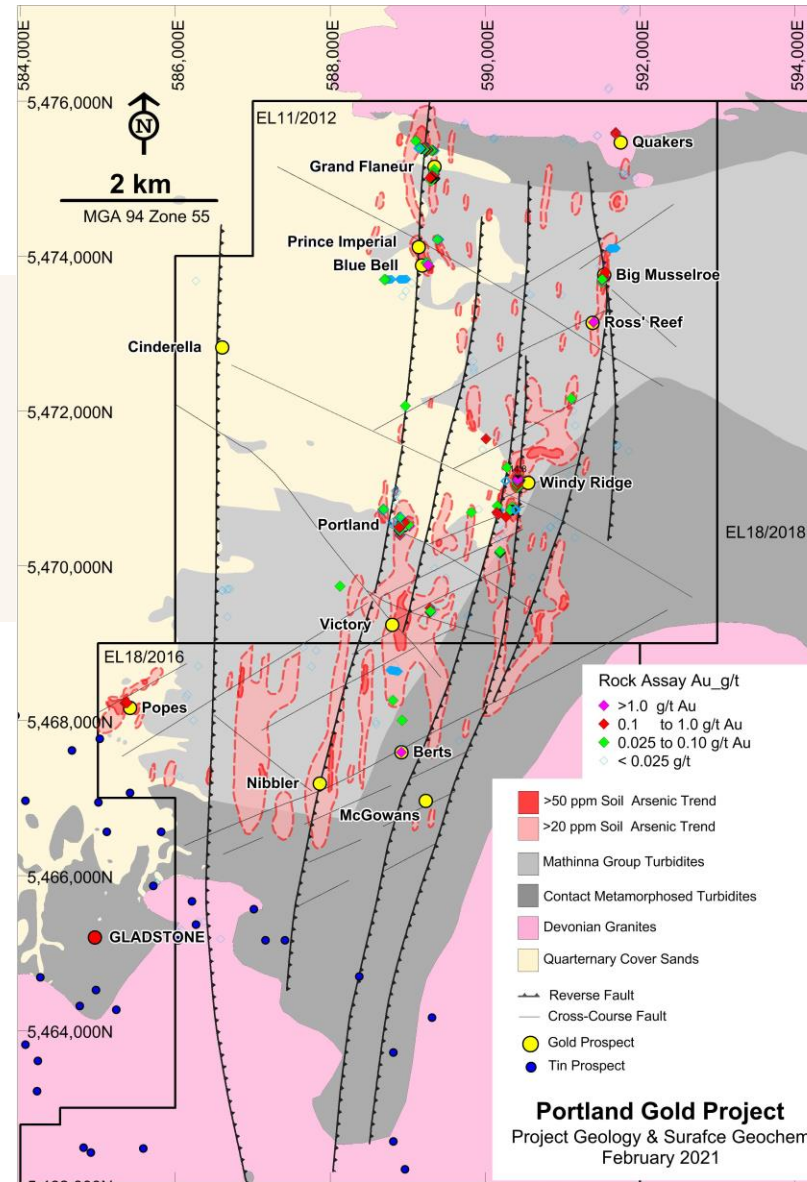 584,000E
586,000E
588,000E
590,000E
592,000E
594,0
5,476,000N
EL11/2012
N
Quakers
Grand Flaneur
2 km
MGA 94 Zone 55
5,474,000N
Prince Imperial
Blue Bell
Big Musselroe
Ross' Reef
Cinderella
5,472,000N
Windy Ridge
Portland
5,470,000N
EL18/2018
Victory
EL18/2016
Popes
5,468,000N
Berts
Nibbler
McGowans
5,466,000N
GLADSTONE
5,464,000N
Rock Assay Au_g/t
>1.0 g/t Au
0.1 to 1.0 g/t Au
0.025 to 0.10 g/t Au
< 0.025 g/t
>50 ppm Soil Arsenic Trend
>20 ppm Soil Arsenic Trend
Mathinna Group Turbidites
Contact Metamorphosed Turbidites
Devonian Granites
Quarternary Cover Sands
Reverse Fault
Cross-Course Fault
Gold Prospect
Tin Prospect
Portland Gold Project
Project Geology & Surafce Geochem
February 2021